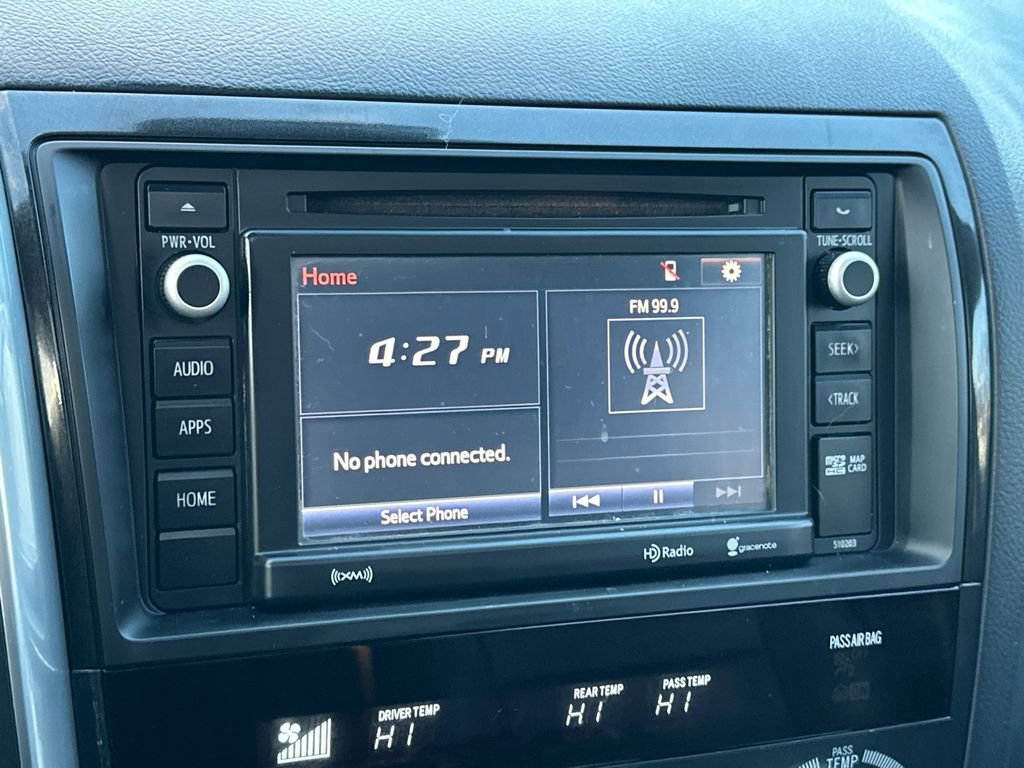 PWR•VOL
TUNE•SCROLL
Home
FM 99.9
4:27 PM
AUDIO
SEEK>
APPS
<TRACK
No phone connected.
micro HC MAP CARD
HOME
Select Phone
510203
((XM))
HD Radio
gracenote
PASS AIR BAG
DRIVER TEMP
HI
REAR TEMP
HI
PASS TEMP
HI
PASS
TEMP